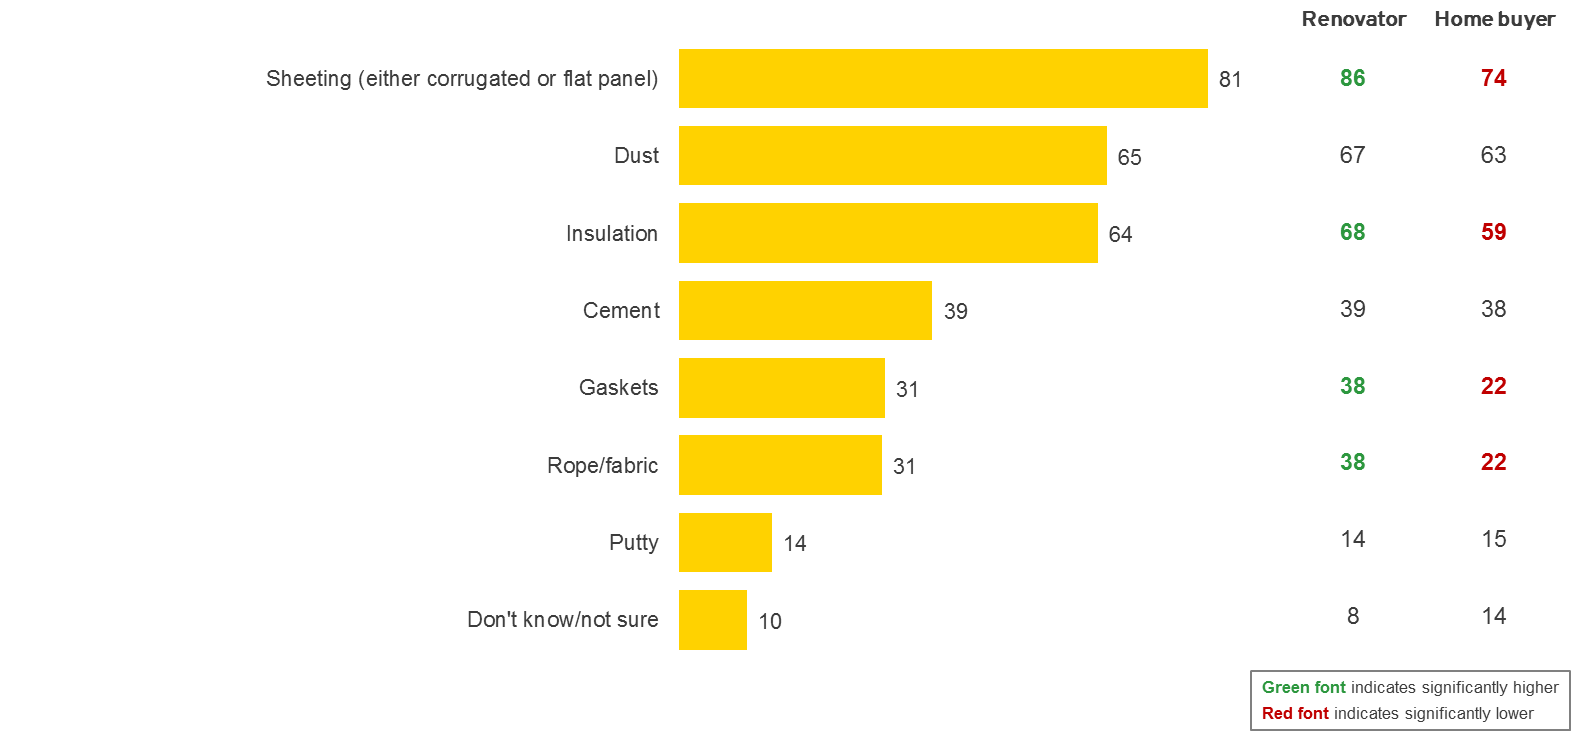 Renovator Home buyer
Sheeting (either corrugated or flat panel) 81 86 74
Dust 65 67 63
Insulation 64 68 59
Cement 39 39 38
Gaskets 31 38 22
Rope/fabric 31 38 22
Putty 14 14 15
Don't know/not sure 10 8 14
Green font indicates significantly higher
Red font indicates significantly lower